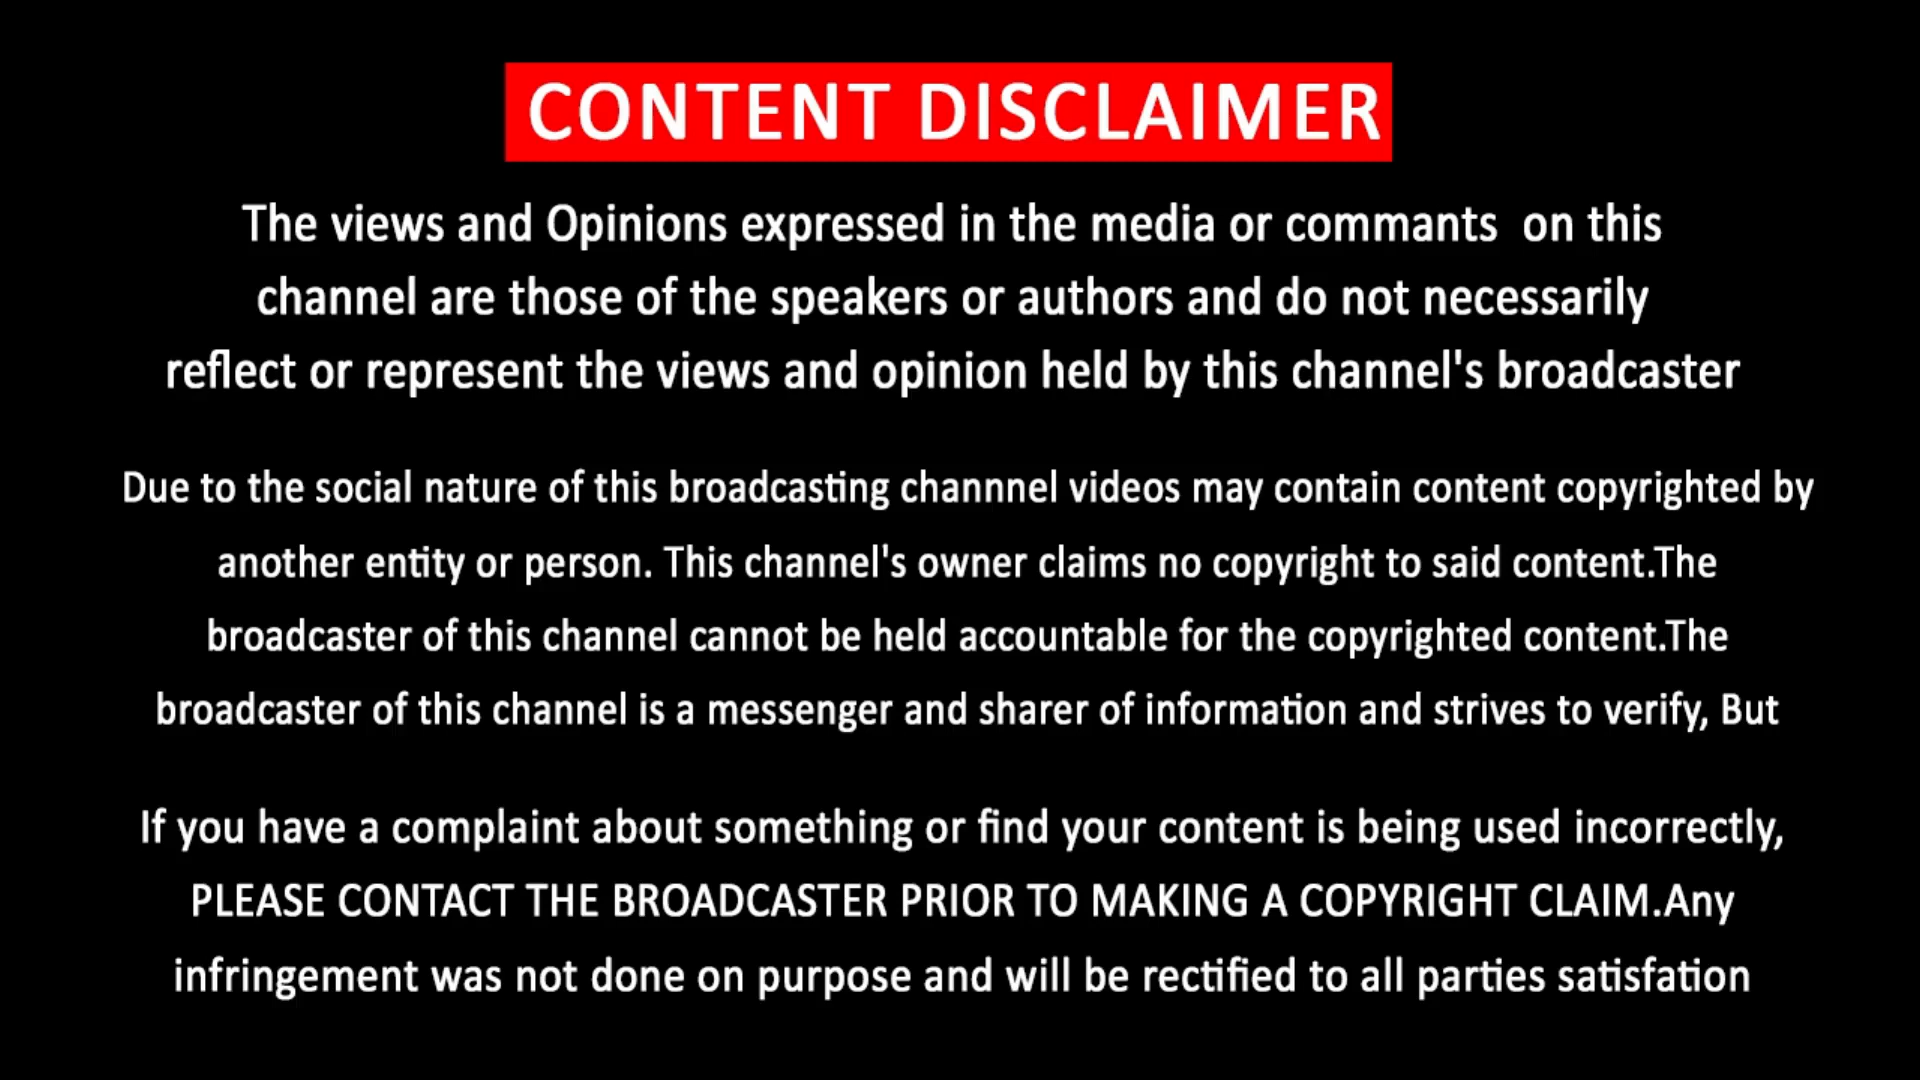 CONTENT DISCLAIMER
The views and Opinions expressed in the media or commants  on this
channel are those of the speakers or authors and do not necessarily
reflect or represent the views and opinion held by this channel's broadcaster
Due to the social nature of this broadcasting channnel videos may contain content copyrighted by
another entity or person. This channel's owner claims no copyright to said content.The
broadcaster of this channel cannot be held accountable for the copyrighted content.The
broadcaster of this channel is a messenger and sharer of information and strives to verify, But
If you have a complaint about something or find your content is being used incorrectly,
PLEASE CONTACT THE BROADCASTER PRIOR TO MAKING A COPYRIGHT CLAIM.Any
infringement was not done on purpose and will be rectified to all parties satisfation